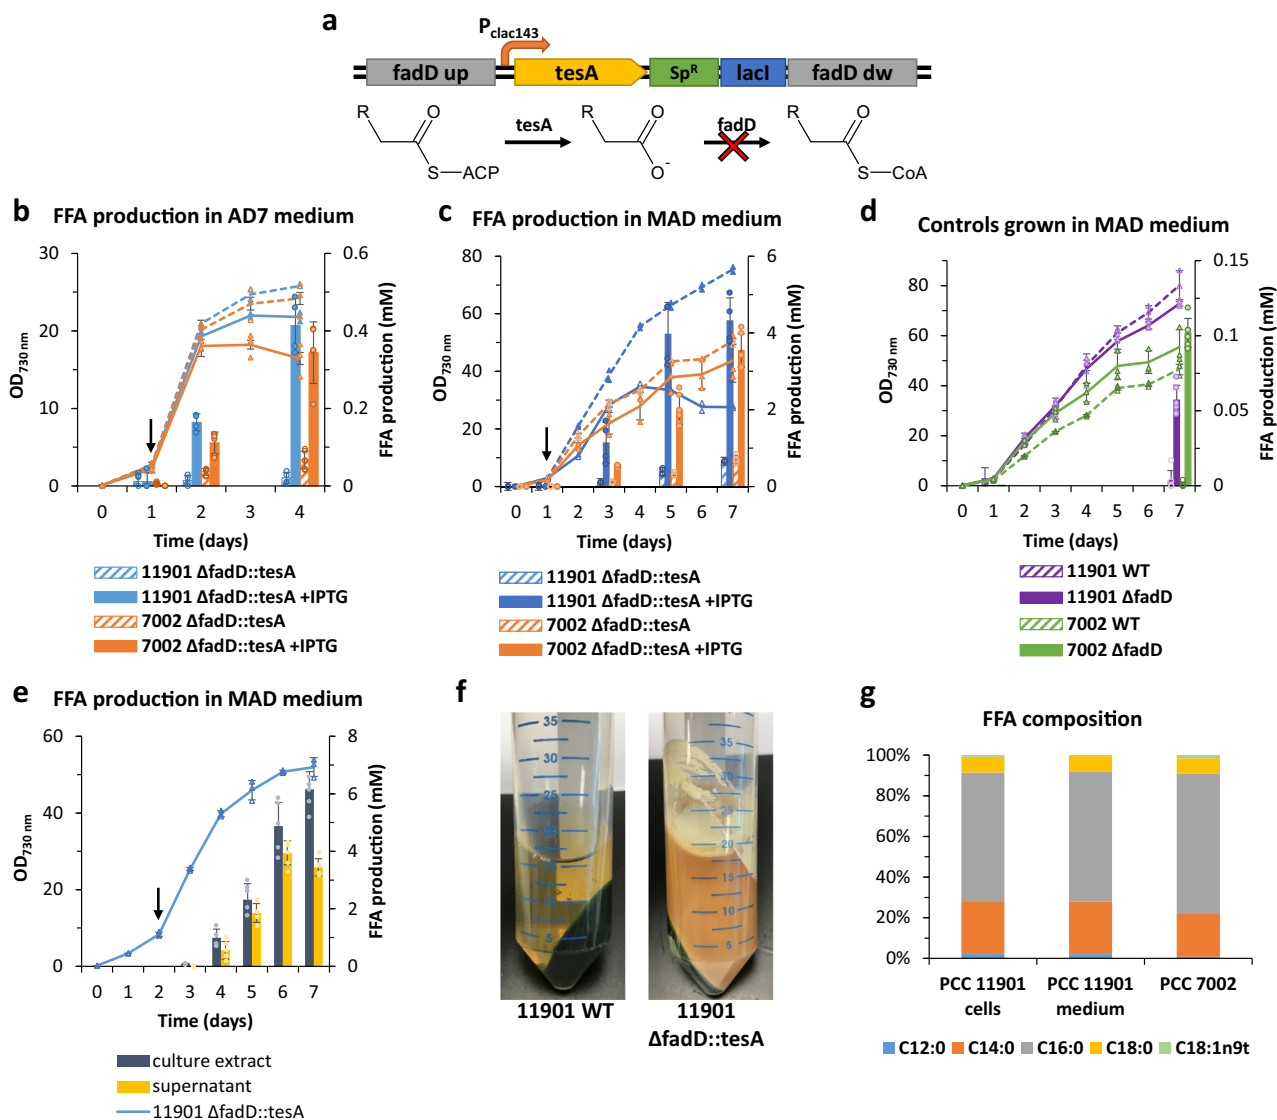 a
P clac143
fadD up
tesA
Sp^R
lacI
fadD dw
R O S—ACP
tesA
R O O-
fadD
R O S—CoA
b FFA production in AD7 medium
OD730 nm
30
20
10
0
0.6
0.4
0.2
0
FFA production (mM)
0 1 2 3 4
Time (days)
11901 ΔfadD::tesA
11901 ΔfadD::tesA +IPTG
7002 ΔfadD::tesA
7002 ΔfadD::tesA +IPTG
c FFA production in MAD medium
OD730 nm
80
60
40
20
0
6
4
2
0
FFA production (mM)
0 1 2 3 4 5 6 7
Time (days)
11901 ΔfadD::tesA
11901 ΔfadD::tesA +IPTG
7002 ΔfadD::tesA
7002 ΔfadD::tesA +IPTG
d Controls grown in MAD medium
OD730 nm
80
60
40
20
0
0.15
0.1
0.05
0
FFA production (mM)
0 1 2 3 4 5 6 7
Time (days)
11901 WT
11901 ΔfadD
7002 WT
7002 ΔfadD
e FFA production in MAD medium
OD730 nm
60
40
20
0
8
6
4
2
0
FFA production (mM)
0 1 2 3 4 5 6 7
Time (days)
culture extract
supernatant
11901 ΔfadD::tesA
f
35
30
25
20
15
10
5
11901 WT
15
10
5
11901
ΔfadD::tesA
g
FFA composition
100%
80%
60%
40%
20%
0%
PCC 11901
cells
PCC 11901
medium
PCC 7002
C12:0 C14:0 C16:0 C18:0 C18:1n9t